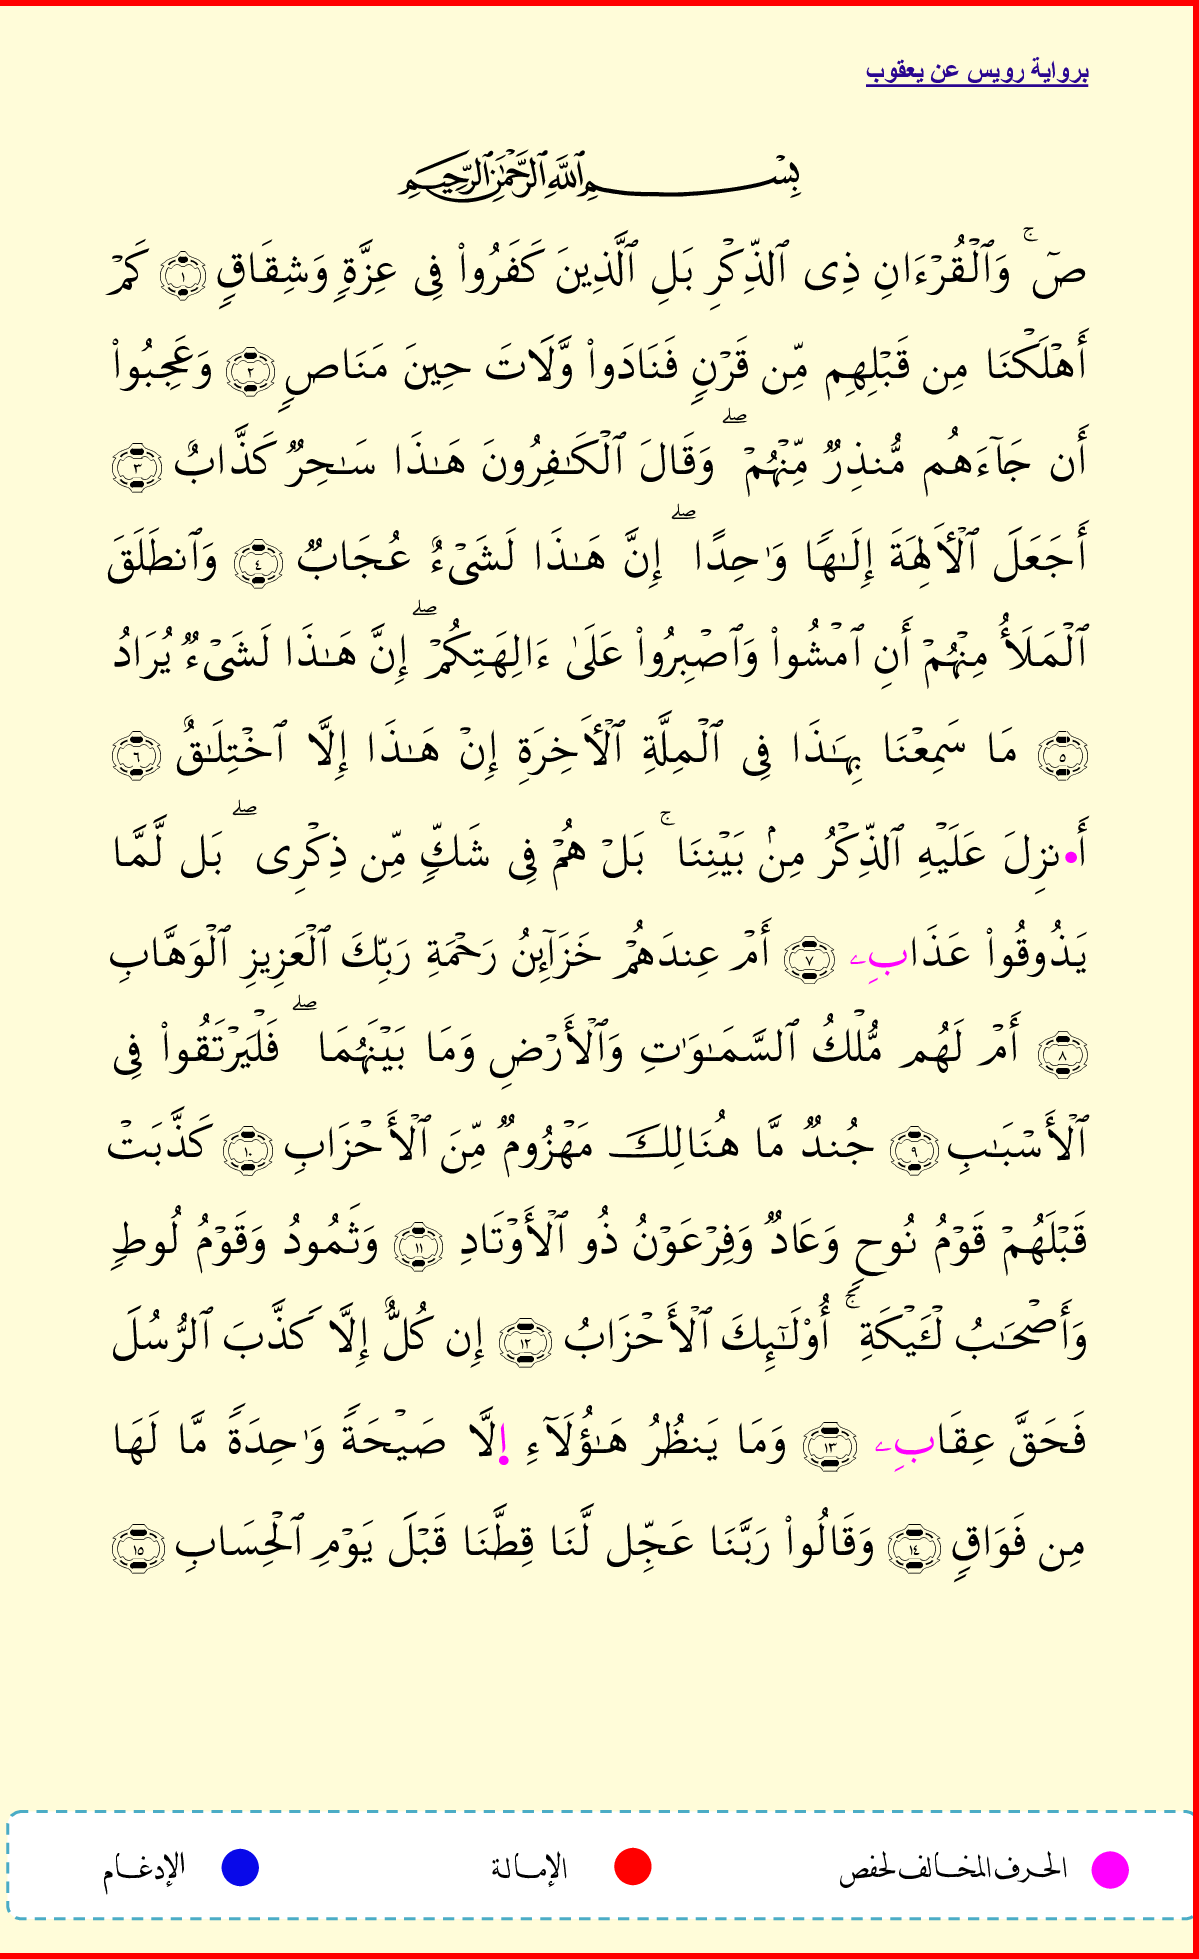 برواية رويس عن يعقوب
بِسْمِ ٱللَّهِ ٱلرَّحْمَٰنِ ٱلرَّحِيمِ
صٓ ۚ وَٱلْقُرْءَانِ ذِى ٱلذِّكْرِ بَلِ ٱلَّذِينَ كَفَرُوا۟ فِى عِزَّةٍ وَشِقَاقٍ ١ كَمْ
أَهْلَكْنَا مِن قَبْلِهِم مِّن قَرْنٍ فَنَادَوا۟ وَّلَاتَ حِينَ مَنَاصٍ ٢ وَعَجِبُوا۟
أَن جَآءَهُم مُّنذِرٌ مِّنْهُمْ ۖ وَقَالَ ٱلْكَـٰفِرُونَ هَـٰذَا سَـٰحِرٌ كَذَّابٌ ٣
أَجَعَلَ ٱلْـَٔالِهَةَ إِلَـٰهًا وَٰحِدًا ۖ إِنَّ هَـٰذَا لَشَىْءٌ عُجَابٌ ٤ وَٱنطَلَقَ
ٱلْمَلَأُ مِنْهُمْ أَنِ ٱمْشُوا۟ وَٱصْبِرُوا۟ عَلَىٰ ءَالِهَتِكُمْ ۖ إِنَّ هَـٰذَا لَشَىْءٌ يُرَادُ
٥ مَا سَمِعْنَا بِهَـٰذَا فِى ٱلْمِلَّةِ ٱلْـَٔاخِرَةِ إِنْ هَـٰذَا إِلَّا ٱخْتِلَـٰقٌ ٦
أَ•نزِلَ عَلَيْهِ ٱلذِّكْرُ مِنۢ بَيْنِنَا ۚ بَلْ هُمْ فِى شَكٍّ مِّن ذِكْرِى ۖ بَل لَّمَّا
يَذُوقُوا۟ عَذَابِۦ ٧ أَمْ عِندَهُمْ خَزَآئِنُ رَحْمَةِ رَبِّكَ ٱلْعَزِيزِ ٱلْوَهَّابِ
٨ أَمْ لَهُم مُّلْكُ ٱلسَّمَـٰوَٰتِ وَٱلْأَرْضِ وَمَا بَيْنَهُمَا ۖ فَلْيَرْتَقُوا۟ فِى
ٱلْأَسْبَـٰبِ ٩ جُندٌ مَّا هُنَالِكَ مَهْزُومٌ مِّنَ ٱلْأَحْزَابِ ١٠ كَذَّبَتْ
قَبْلَهُمْ قَوْمُ نُوحٍ وَعَادٌ وَفِرْعَوْنُ ذُو ٱلْأَوْتَادِ ١١ وَثَمُودُ وَقَوْمُ لُوطٍ
وَأَصْحَـٰبُ لْـَٔيْكَةِ ۚ أُو۟لَـٰٓئِكَ ٱلْأَحْزَابُ ١٢ إِن كُلٌّ إِلَّا كَذَّبَ ٱلرُّسُلَ
فَحَقَّ عِقَابِۦ ١٣ وَمَا يَنظُرُ هَـٰٓؤُلَآءِ ا۪لَّا صَيْحَةً وَٰحِدَةً مَّا لَهَا
مِن فَوَاقٍ ١٤ وَقَالُوا۟ رَبَّنَا عَجِّل لَّنَا قِطَّنَا قَبْلَ يَوْمِ ٱلْحِسَابِ ١٥
الحرف المخالف لحفص الإمالة الإدغام